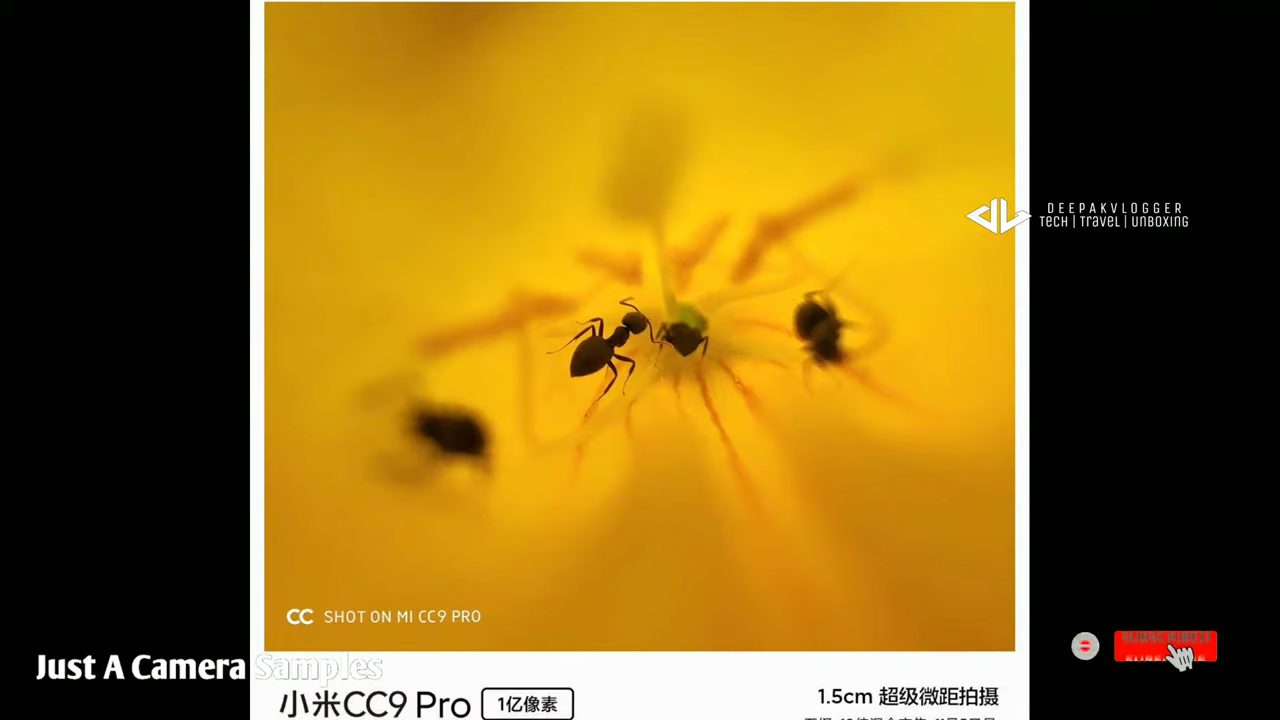 DEEPAKVLOGGER
Tech | Travel | Unboxing
CC SHOT ON MI CC9 PRO
Just A Camera Samples
小米CC9 Pro 1亿像素
1.5cm 超级微距拍摄